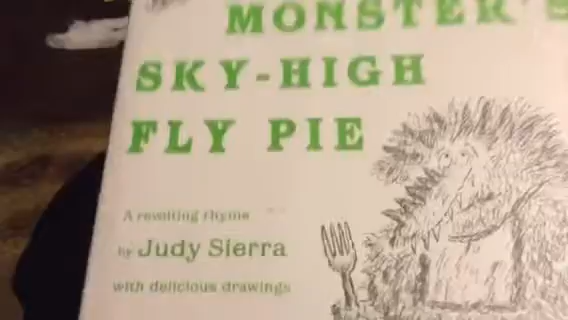 MONSTER'S
SKY-HIGH
FLY PIE
A revolting rhyme
by Judy Sierra
with delicious drawings